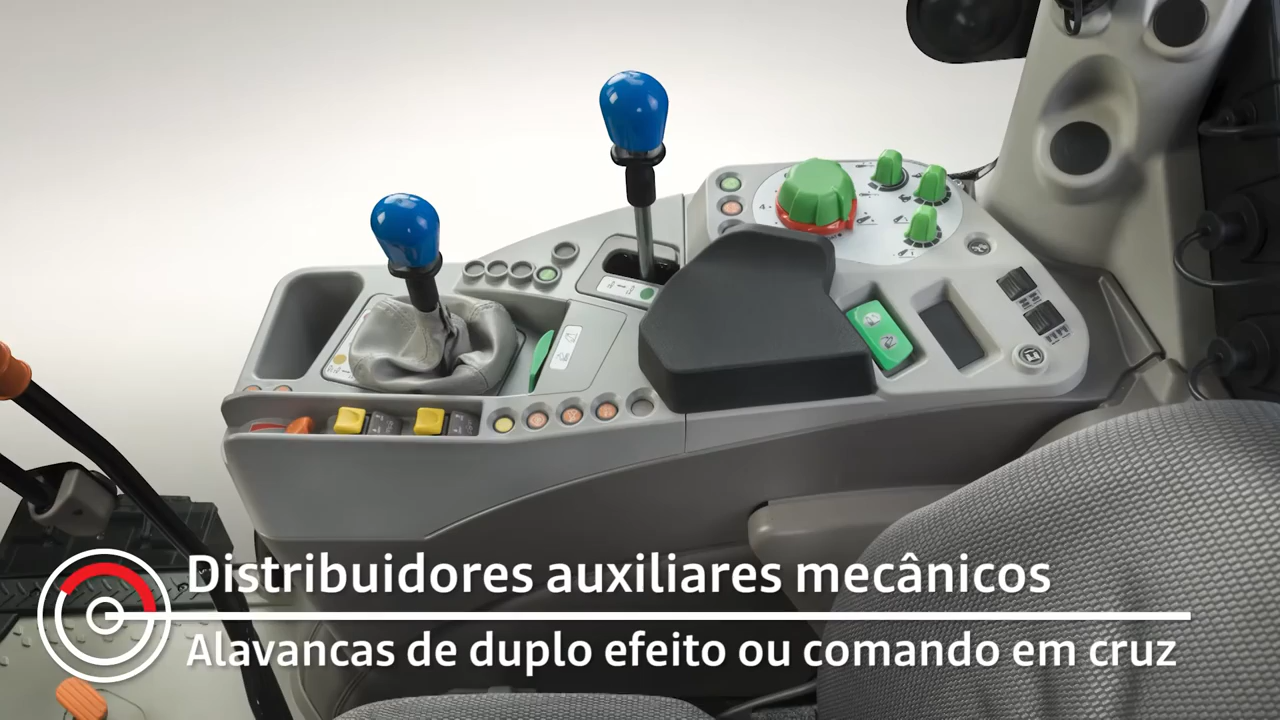 Distribuidores auxiliares mecânicos
Alavancas de duplo efeito ou comando em cruz